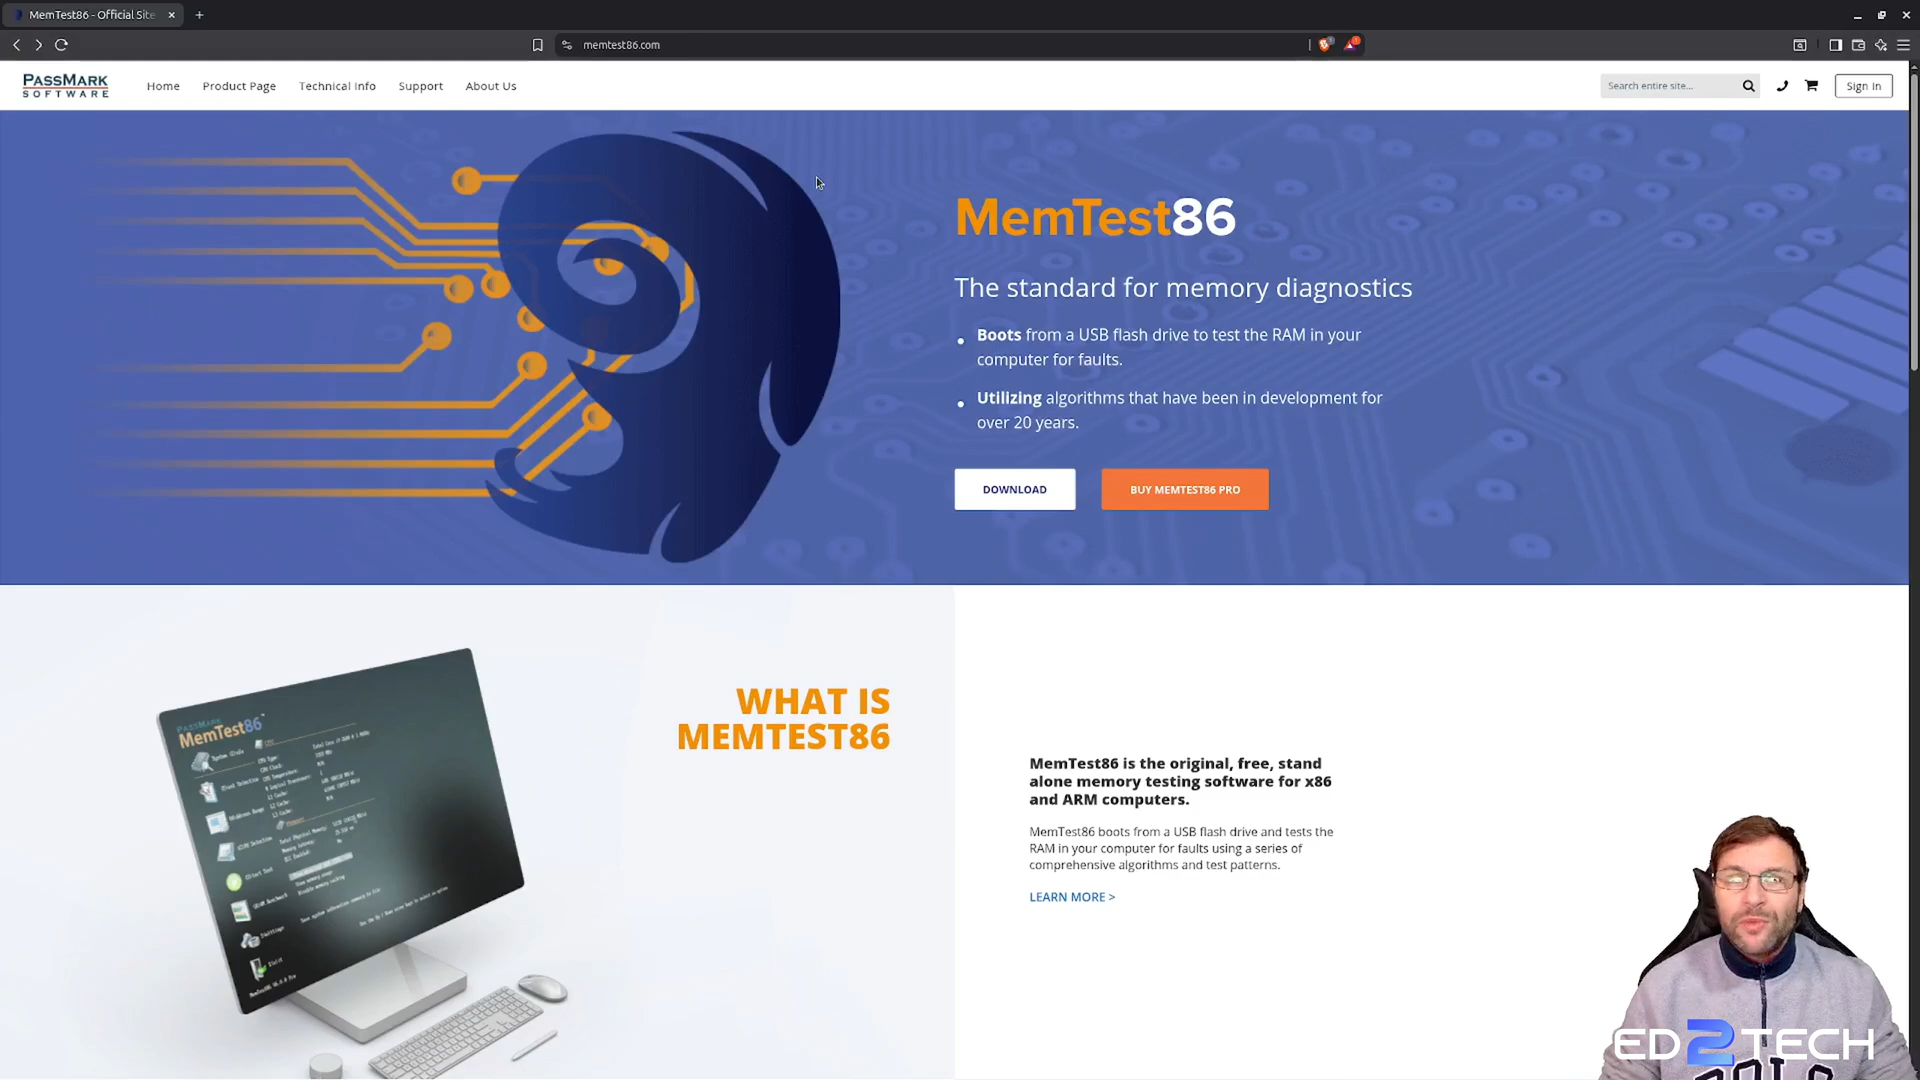 MemTest86 - Official Site
memtest86.com
PASSMARK
SOFTWARE
Home
Product Page
Technical Info
Support
About Us
Search entire site...
Sign In
MemTest86
The standard for memory diagnostics
Boots from a USB flash drive to test the RAM in your
computer for faults.
Utilizing algorithms that have been in development for
over 20 years.
DOWNLOAD
BUY MEMTEST86 PRO
WHAT IS
MEMTEST86
PASSMARK
MemTest86
MemTest86 is the original, free, stand
alone memory testing software for x86
and ARM computers.
MemTest86 boots from a USB flash drive and tests the
RAM in your computer for faults using a series of
comprehensive algorithms and test patterns.
LEARN MORE >
ED2TECH